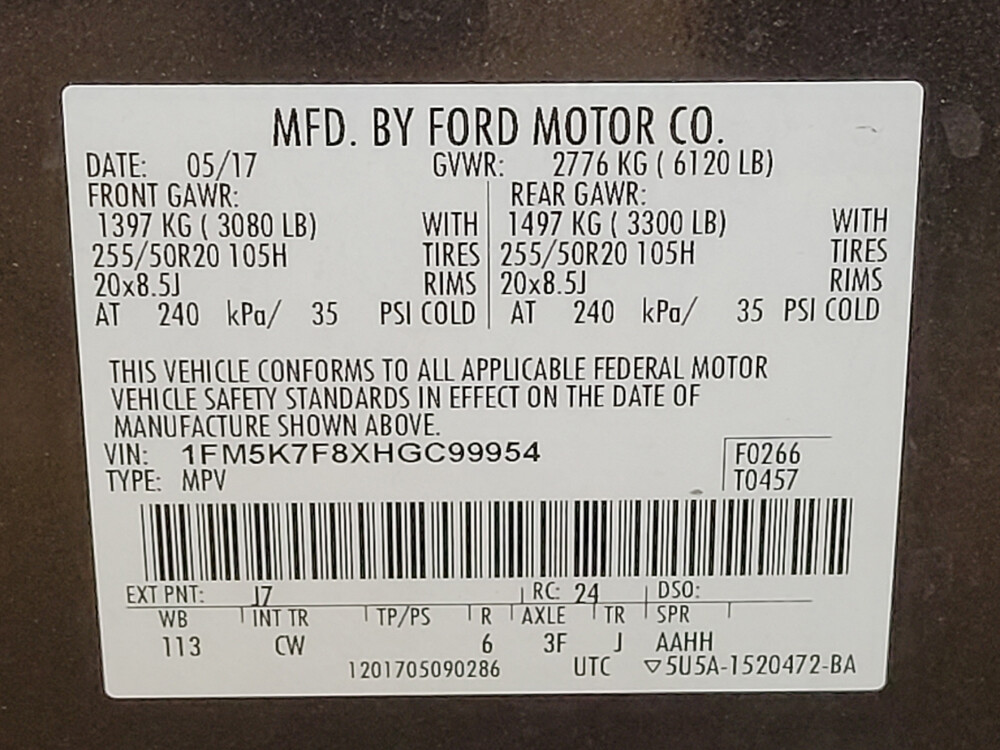 MFD. BY FORD MOTOR CO.
DATE: 05/17 GVWR: 2776 KG ( 6120 LB)
FRONT GAWR: REAR GAWR:
1397 KG ( 3080 LB) WITH 1497 KG ( 3300 LB) WITH
255/50R20 105H TIRES 255/50R20 105H TIRES
20x8.5J RIMS 20x8.5J RIMS
AT 240 kPa/ 35 PSI COLD AT 240 kPa/ 35 PSI COLD
THIS VEHICLE CONFORMS TO ALL APPLICABLE FEDERAL MOTOR
VEHICLE SAFETY STANDARDS IN EFFECT ON THE DATE OF
MANUFACTURE SHOWN ABOVE.
VIN: 1FM5K7F8XHGC99954 F0266
TYPE: MPV T0457
EXT PNT: J7 RC: 24 DSO:
WB INT TR TP/PS R AXLE TR SPR
113 CW 6 3F J AAHH
1201705090286 UTC ▽5U5A-1520472-BA